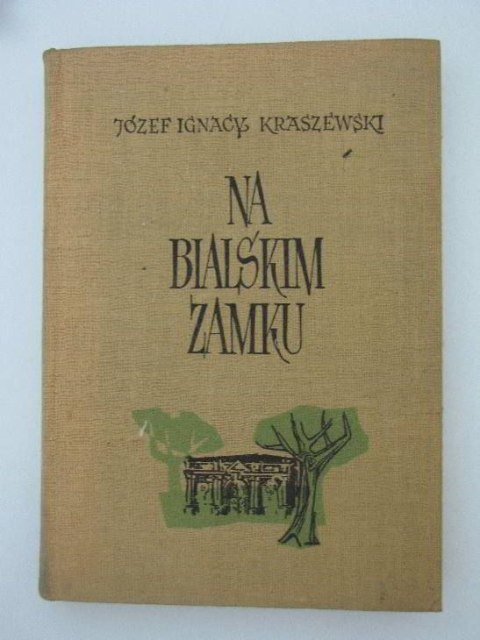 JÓZEF IGNACY KRASZEWSKI
NA
BIALSKIM
ZAMKU